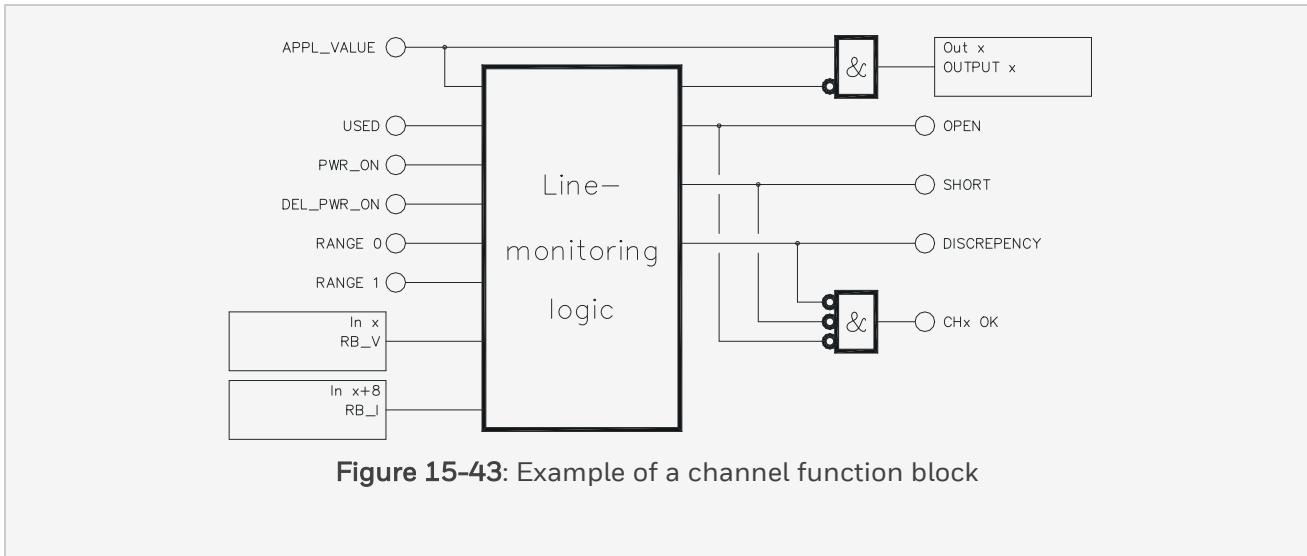 APPL_VALUE
&
Out x
OUTPUT x
USED
OPEN
PWR_ON
Line-
monitoring
logic
SHORT
DEL_PWR_ON
RANGE 0
DISCREPENCY
RANGE 1
In x
RB_V
&
CHx OK
In x+8
RB_I
Figure 15-43: Example of a channel function block